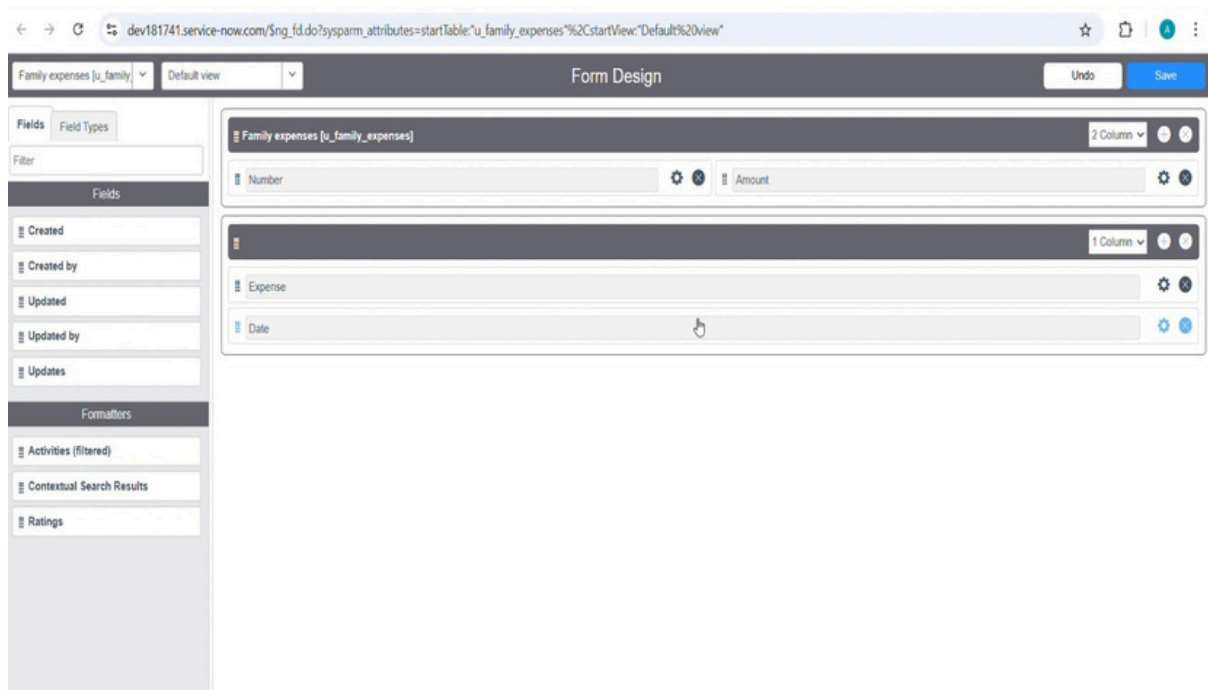 dev181741.service-now.com/$ng_fd.do?sysparm_attributes=startTable:"u_family_expenses"%2CstartView:"Default%20view"
A
Family expenses [u_family_
Default view
Form Design
Undo
Save
Fields
Field Types
Filter
Fields
Created
Created by
Updated
Updated by
Updates
Formatters
Activities (filtered)
Contextual Search Results
Ratings
Family expenses [u_family_expenses]
2 Column
Number
Amount
1 Column
Expense
Date